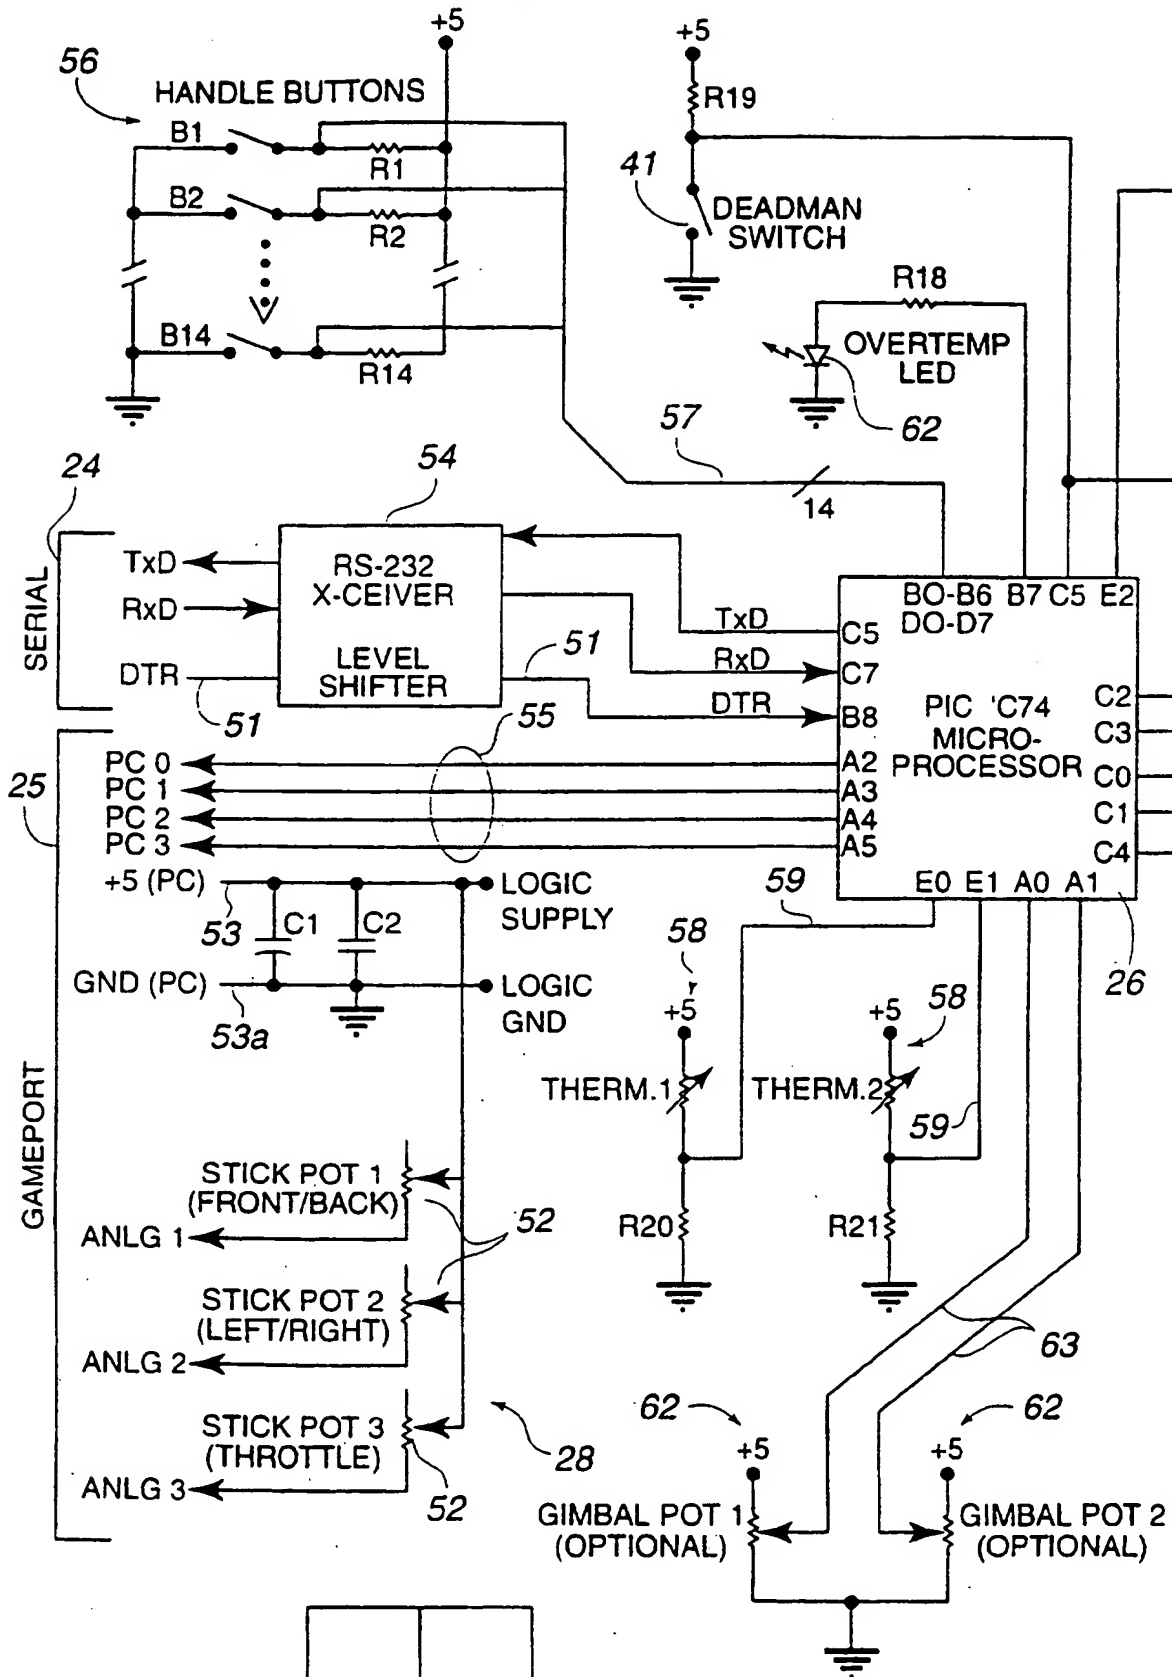 +5
+5
56
HANDLE BUTTONS
R19
B1
R1
41
B2
DEADMAN
SWITCH
R2
R18
B14
OVERTEMP
LED
R14
57
62
54
24
14
TxD
RS-232
X-CEIVER
BO-B6 B7 C5 E2
DO-D7
RxD
TxD
C5
SERIAL
51
RxD
C7
LEVEL
SHIFTER
DTR
DTR
B8
C2
51
55
PIC 'C74
MICRO-
PROCESSOR
C3
PC 0
A2
C0
25
PC 1
A3
PC 2
A4
C1
PC 3
A5
C4
+5 (PC)
LOGIC
SUPPLY
59
E0 E1 A0 A1
53
C1
C2
58
26
GND (PC)
LOGIC
GND
53a
+5
+5
58
THERM.1
THERM.2
59
GAMEPORT
STICK POT 1
(FRONT/BACK)
52
R20
R21
ANLG 1
STICK POT 2
(LEFT/RIGHT)
63
ANLG 2
62
62
STICK POT 3
(THROTTLE)
28
+5
+5
52
ANLG 3
GIMBAL POT 1
(OPTIONAL)
GIMBAL POT 2
(OPTIONAL)